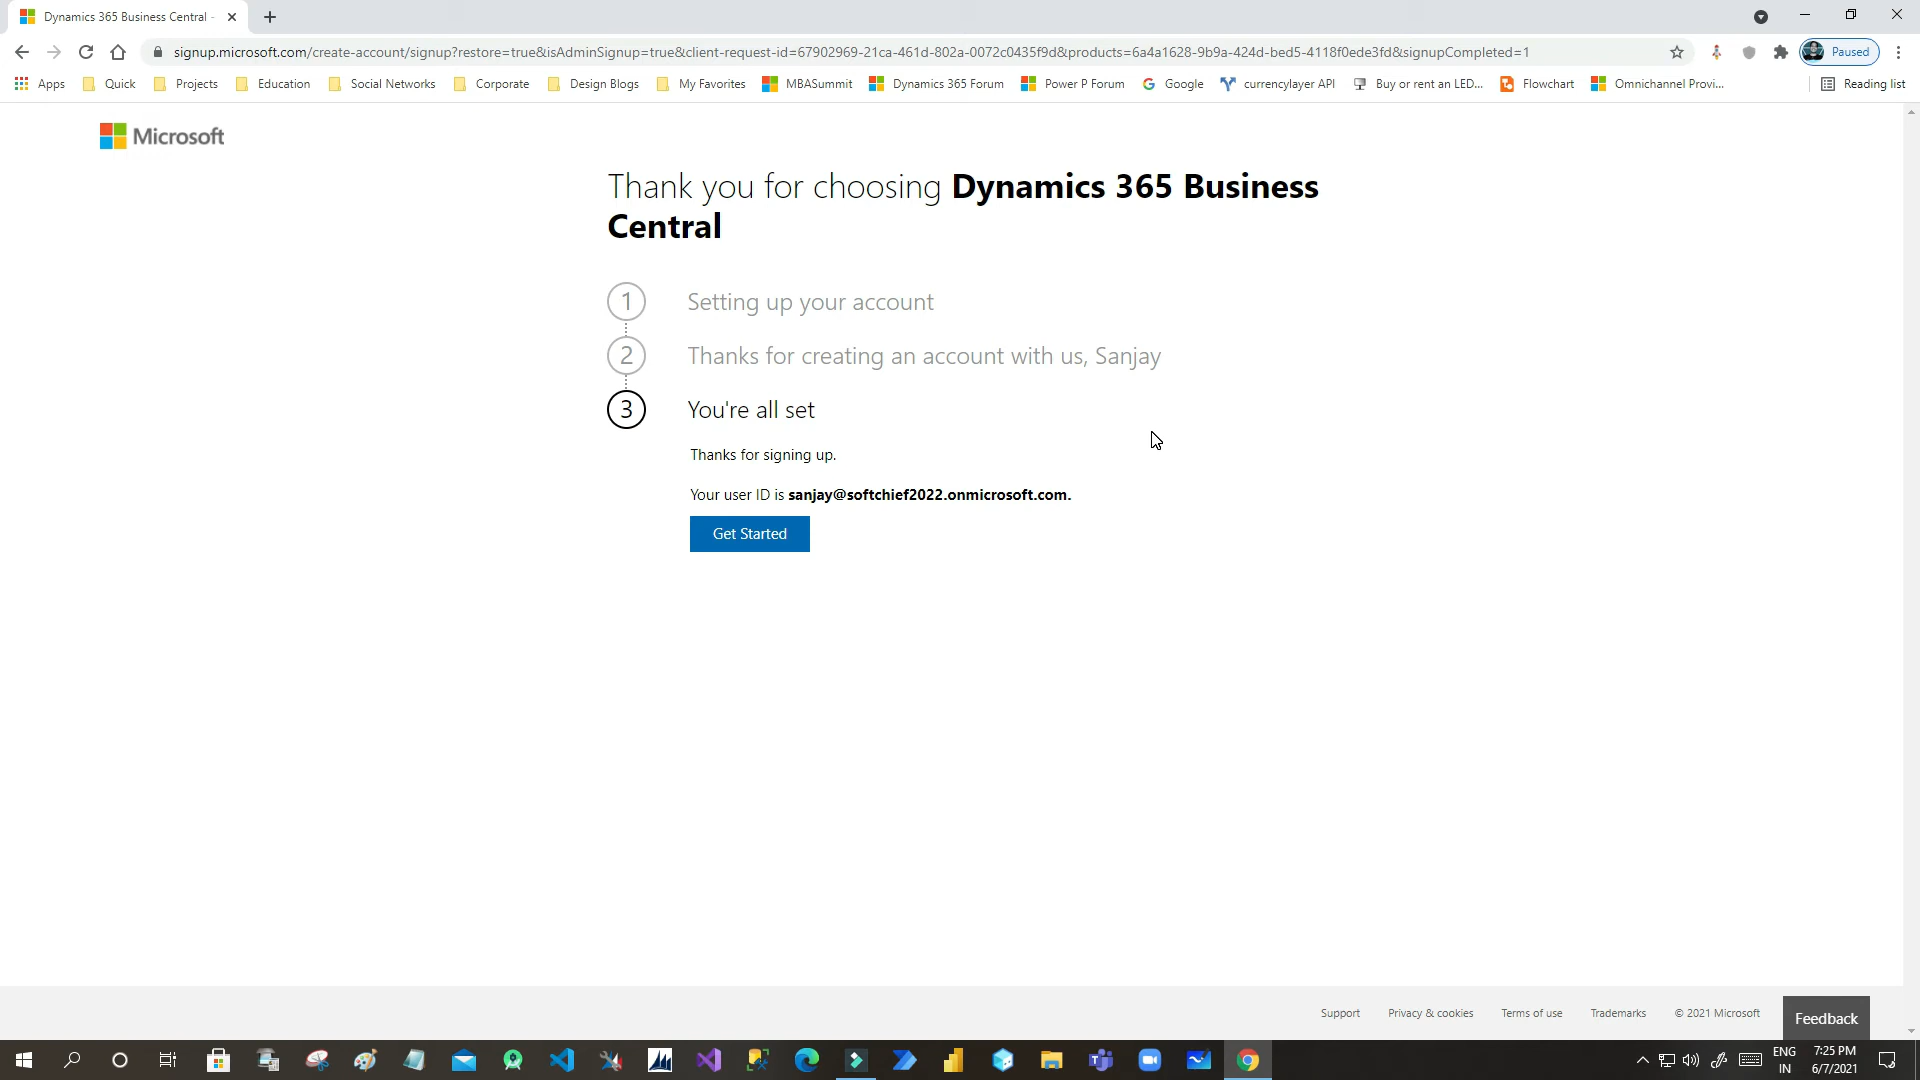 Dynamics 365 Business Central -
signup.microsoft.com/create-account/signup?restore=true&isAdminSignup=true&client-request-id=67902969-21ca-461d-802a-0072c0435f9d&products=6a4a1628-9b9a-424d-bed5-4118f0ede3fd&signupCompleted=1
Paused
Apps Quick Projects Education Social Networks Corporate Design Blogs My Favorites MBASummit Dynamics 365 Forum Power P Forum Google currencylayer API Buy or rent an LED... Flowchart Omnichannel Provi... Reading list
Microsoft
Thank you for choosing Dynamics 365 Business
Central
1 Setting up your account
2 Thanks for creating an account with us, Sanjay
3 You're all set
Thanks for signing up.
Your user ID is sanjay@softchief2022.onmicrosoft.com.
Get Started
Support Privacy & cookies Terms of use Trademarks © 2021 Microsoft Feedback
ENG 7:25 PM
IN 6/7/2021